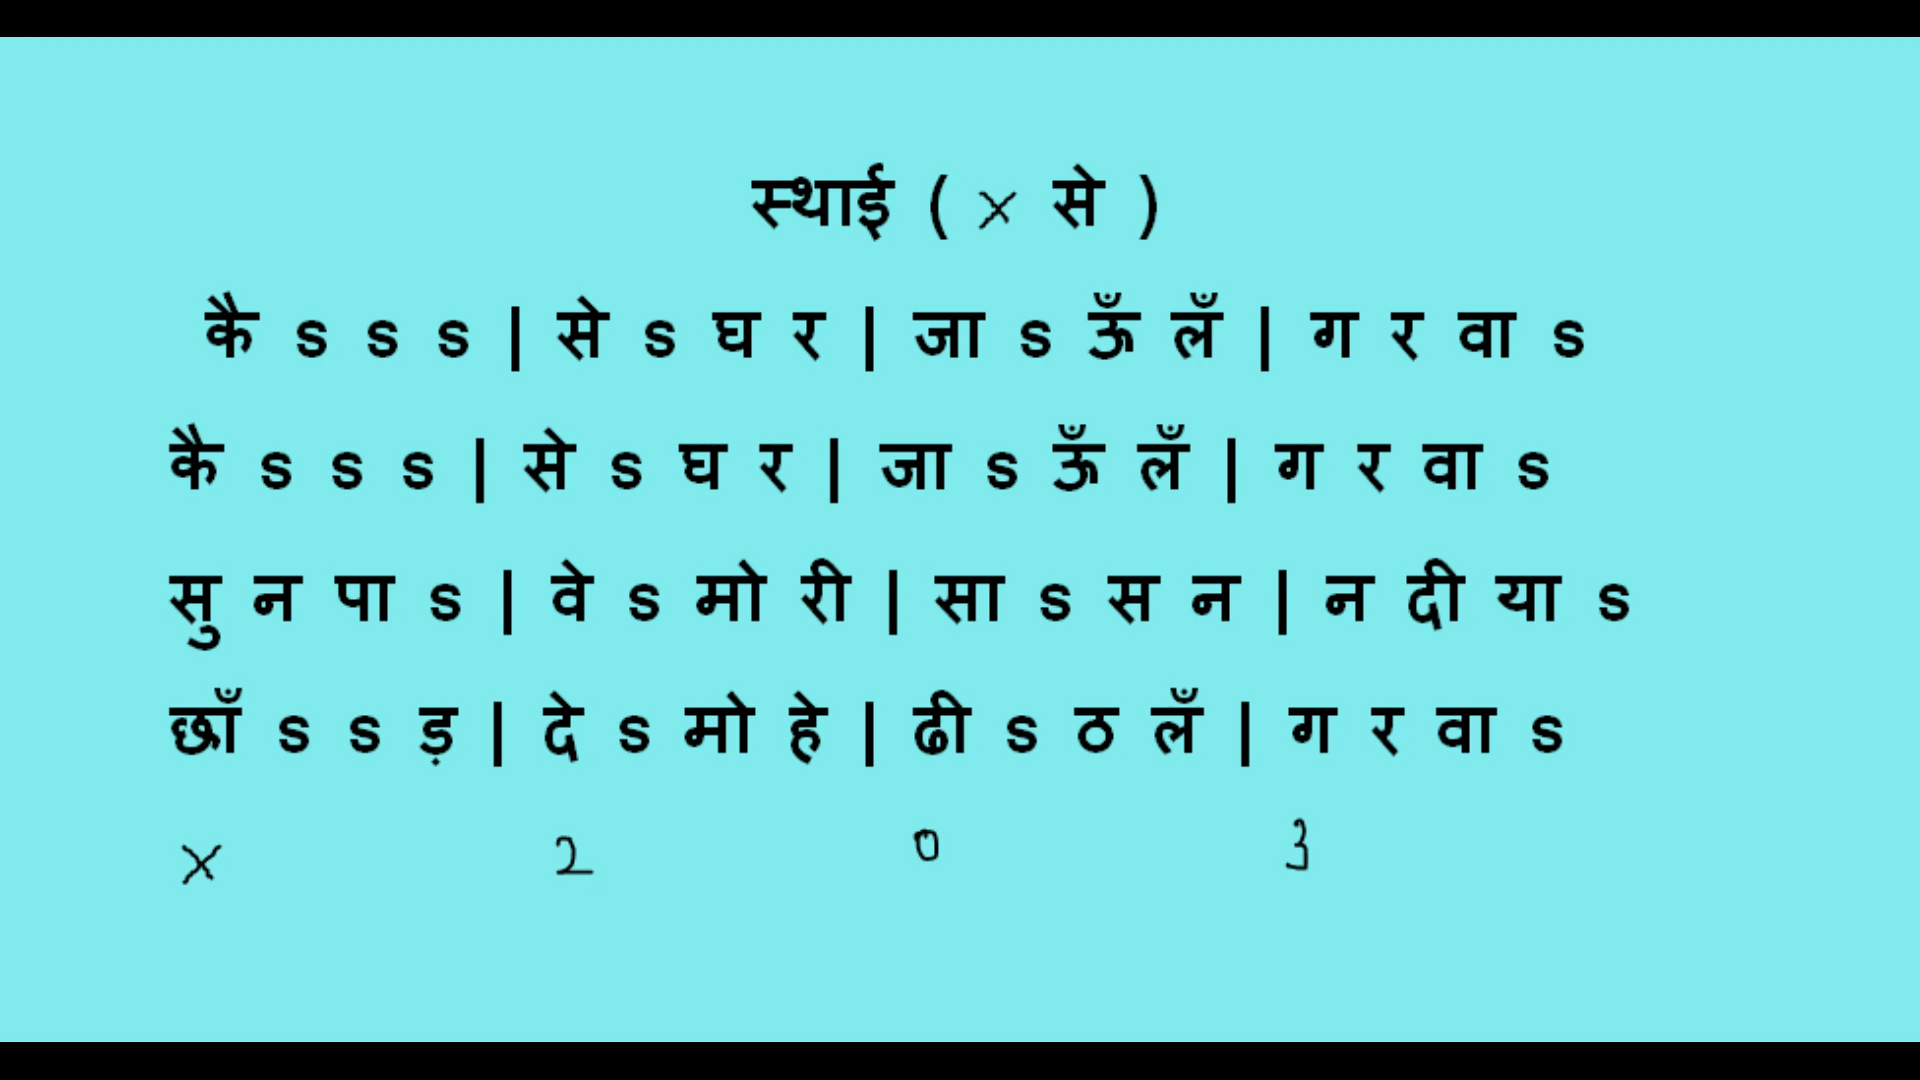 स्थाई ( × से )
कै s s s | से s घ र | जा s ऊँ लँ | ग र वा s
कै s s s | से s घ र | जा s ऊँ लँ | ग र वा s
सु न पा s | वे s मो री | सा s स न | न दी या s
छाँ s s ड़ | दे s मो हे | ढी s ठ लँ | ग र वा s
× 2 0 3